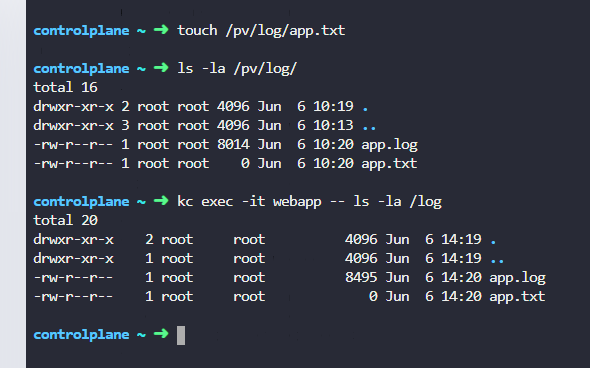 controlplane ~ ➜ touch /pv/log/app.txt
controlplane ~ ➜ ls -la /pv/log/
total 16
drwxr-xr-x 2 root root 4096 Jun  6 10:19 .
drwxr-xr-x 3 root root 4096 Jun  6 10:13 ..
-rw-r--r-- 1 root root 8014 Jun  6 10:20 app.log
-rw-r--r-- 1 root root    0 Jun  6 10:20 app.txt
controlplane ~ ➜ kc exec -it webapp -- ls -la /log
total 20
drwxr-xr-x    2 root     root          4096 Jun  6 14:19 .
drwxr-xr-x    1 root     root          4096 Jun  6 14:19 ..
-rw-r--r--    1 root     root          8495 Jun  6 14:20 app.log
-rw-r--r--    1 root     root             0 Jun  6 14:20 app.txt
controlplane ~ ➜